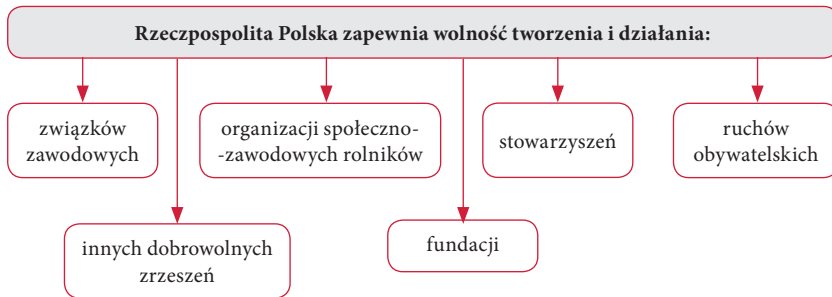 Rzeczpospolita Polska zapewnia wolność tworzenia i działania:
związków
zawodowych
organizacji społeczno-
-zawodowych rolników
stowarzyszeń
ruchów
obywatelskich
innych dobrowolnych
zrzeszeń
fundacji